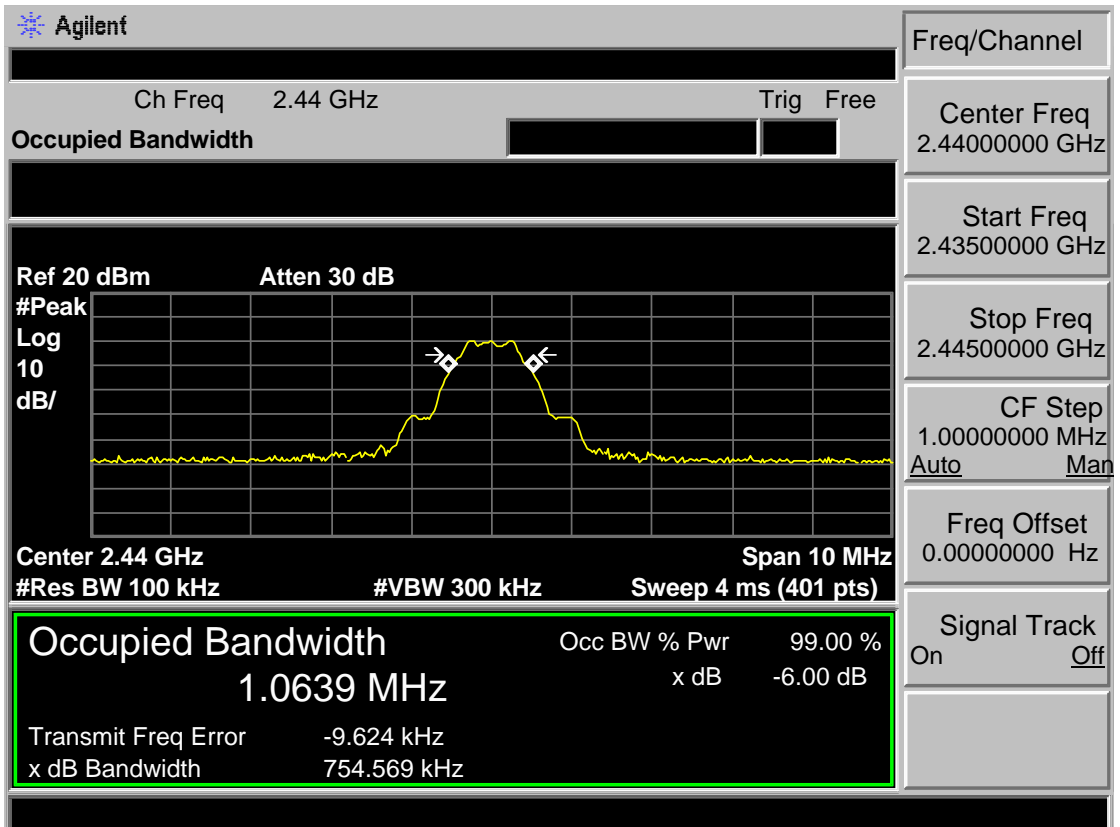 Agilent
Ch Freq 2.44 GHz Trig Free
Occupied Bandwidth
Ref 20 dBm Atten 30 dB
#Peak
Log
10
dB/
Center 2.44 GHz Span 10 MHz
#Res BW 100 kHz #VBW 300 kHz Sweep 4 ms (401 pts)
Occupied Bandwidth Occ BW % Pwr 99.00 %
1.0639 MHz x dB -6.00 dB
Transmit Freq Error -9.624 kHz
x dB Bandwidth 754.569 kHz
Freq/Channel
Center Freq
2.44000000 GHz
Start Freq
2.43500000 GHz
Stop Freq
2.44500000 GHz
CF Step
1.00000000 MHz
Auto Man
Freq Offset
0.00000000 Hz
Signal Track
On Off